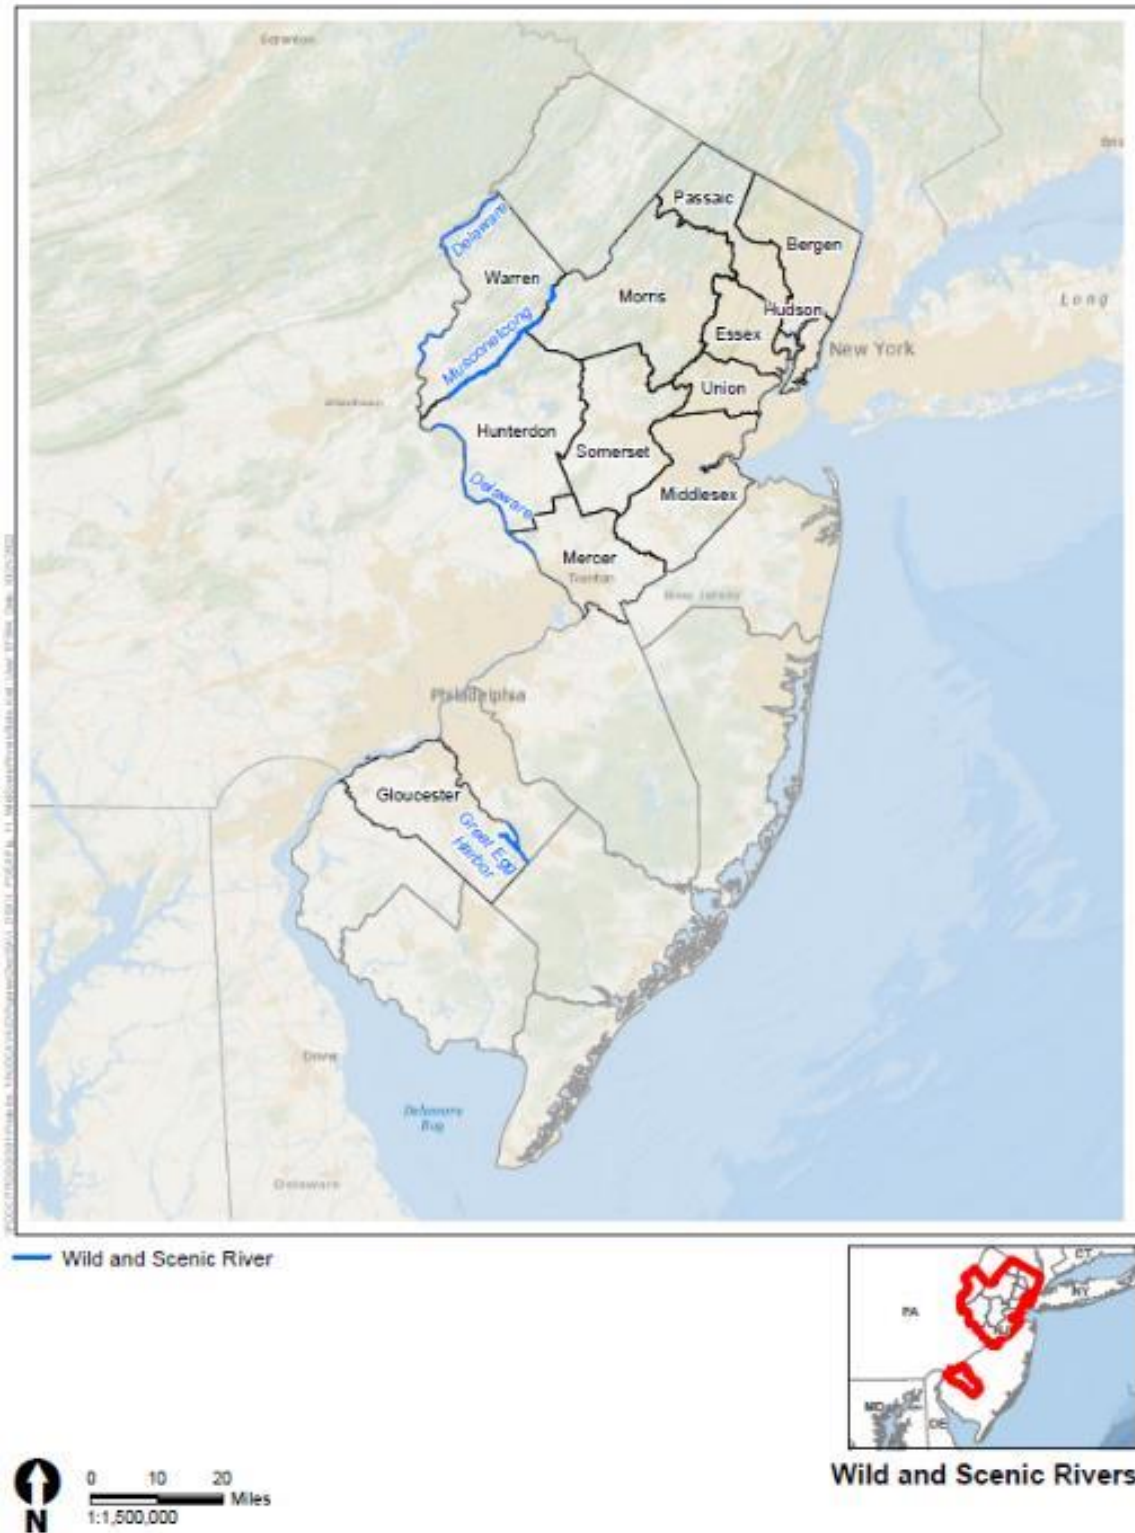 Scranton
Passaic
Delaware
Bergen
Warren
Morris
Long
Hudson
Essex
New York
Musconetcong
Union
Hunterdon
Somerset
Delaware
Middlesex
Mercer
Trenton
New Jersey
Philadelphia
Gloucester
Great Egg
Harbor
Dove
Delaware
Bay
Delaware
Wild and Scenic River
CT
NY
PA
NJ
MD
DE
Wild and Scenic Rivers
0 10 20
Miles
1:1,500,000
N